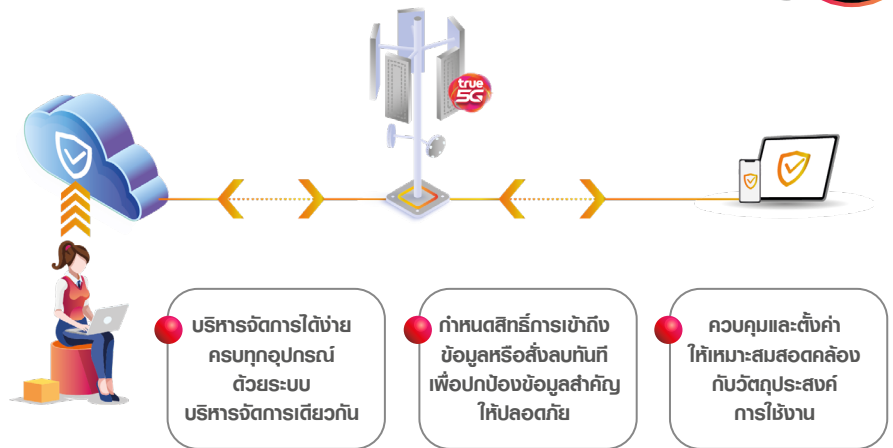 true
5G
บริหารจัดการได้ง่าย
ครบทุกอุปกรณ์
ด้วยระบบ
บริหารจัดการเดียวกัน
กำหนดสิทธิ์การเข้าถึง
ข้อมูลหรือสั่งลบทันที
เพื่อปกป้องข้อมูลสำคัญ
ให้ปลอดภัย
ควบคุมและตั้งค่า
ให้เหมาะสมสอดคล้อง
กับวัตถุประสงค์
การใช้งาน